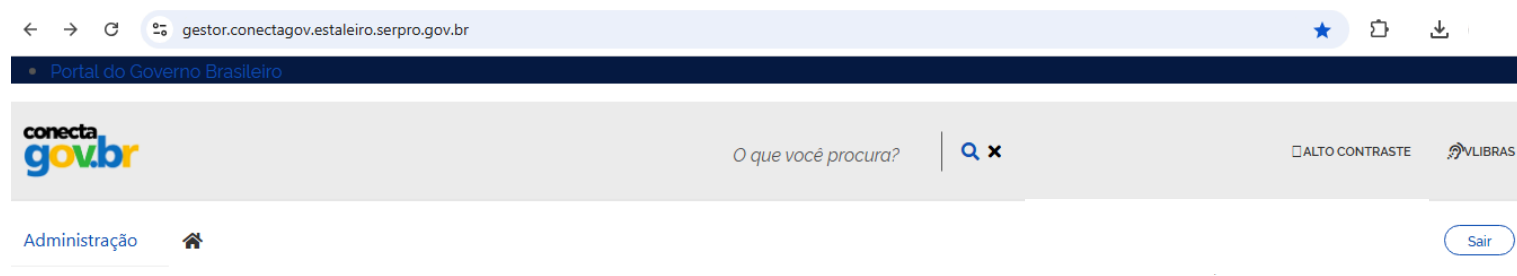 gestor.conectagov.estaleiro.serpro.gov.br
Portal do Governo Brasileiro
conecta
gov.br
O que você procura?
ALTO CONTRASTE
VLIBRAS
Administração
Sair